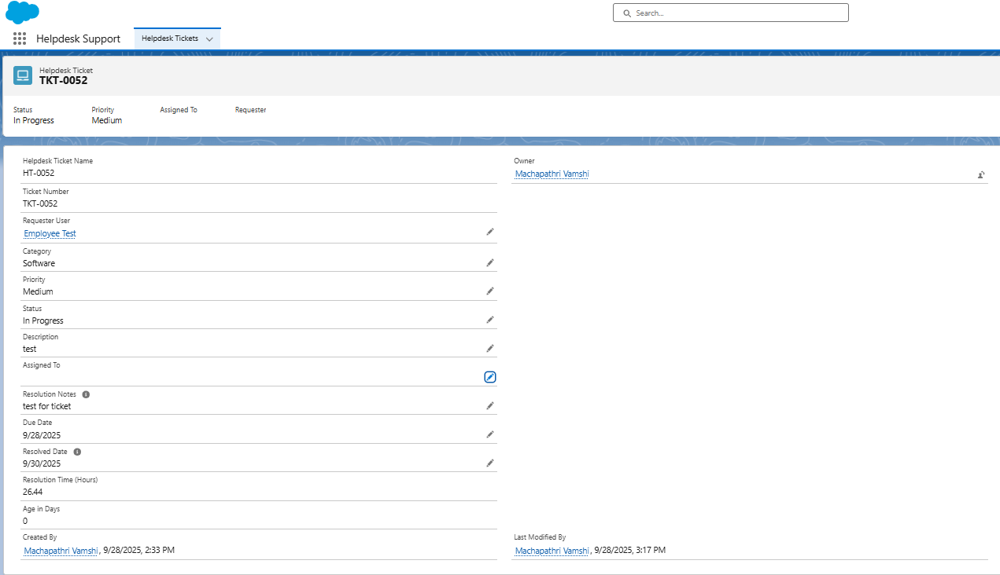 Search...
Helpdesk Support
Helpdesk Tickets
Helpdesk Ticket
TKT-0052
Status Priority Assigned To Requester
In Progress Medium
Helpdesk Ticket Name
HT-0052
Owner
Machapathri Vamshi
Ticket Number
TKT-0052
Requester User
Employee Test
Category
Software
Priority
Medium
Status
In Progress
Description
test
Assigned To
Resolution Notes
test for ticket
Due Date
9/28/2025
Resolved Date
9/30/2025
Resolution Time (Hours)
26.44
Age in Days
0
Created By
Machapathri Vamshi, 9/28/2025, 2:33 PM
Last Modified By
Machapathri Vamshi, 9/28/2025, 3:17 PM